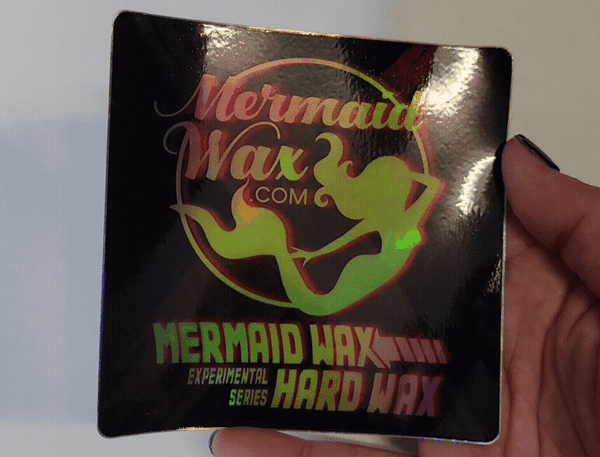 Mermaid
Wax
.COM
MERMAID WAX
EXPERIMENTAL
SERIES
HARD WAX